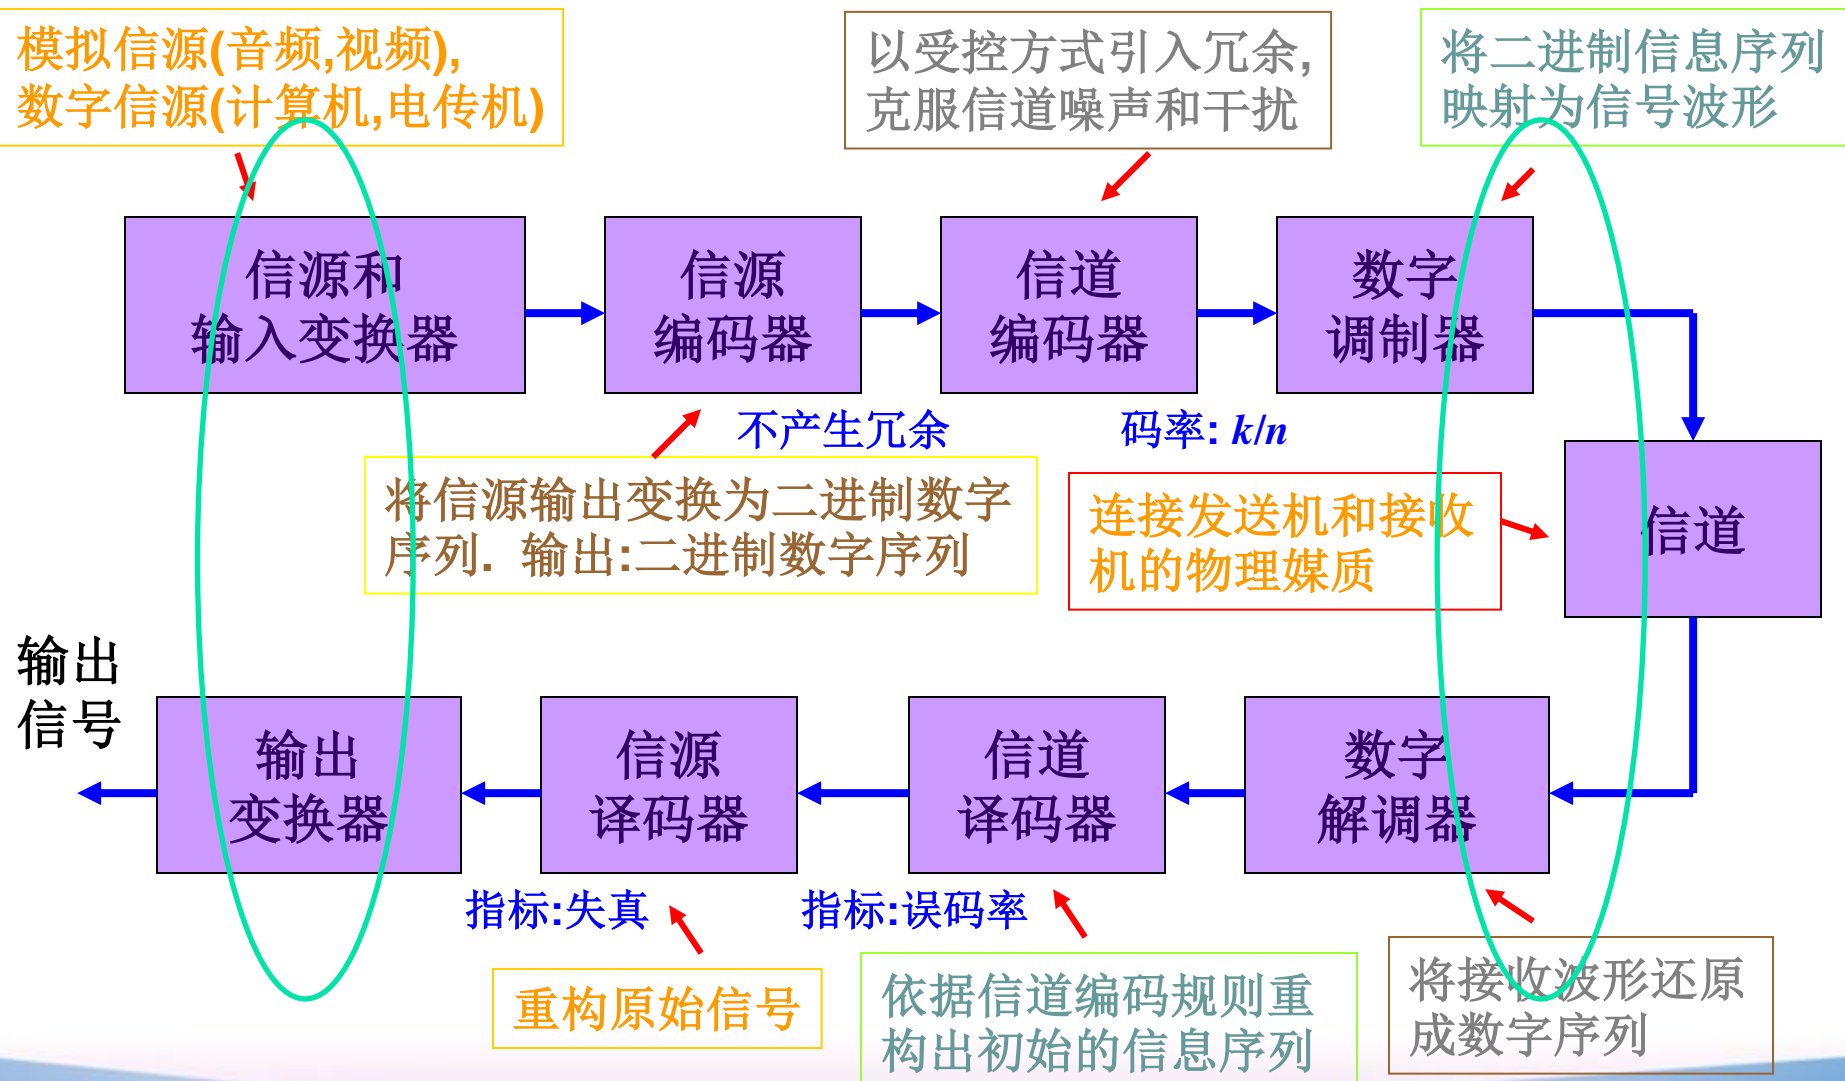 模拟信源(音频,视频),
数字信源(计算机,电传机)
以受控方式引入冗余,
克服信道噪声和干扰
将二进制信息序列
映射为信号波形
信源和
输入变换器
信源
编码器
信道
编码器
数字
调制器
不产生冗余
码率: k/n
将信源输出变换为二进制数字
序列. 输出:二进制数字序列
连接发送机和接收
机的物理媒质
信道
输出
信号
输出
变换器
信源
译码器
信道
译码器
数字
解调器
指标:失真
指标:误码率
重构原始信号
依据信道编码规则重
构出初始的信息序列
将接收波形还原
成数字序列